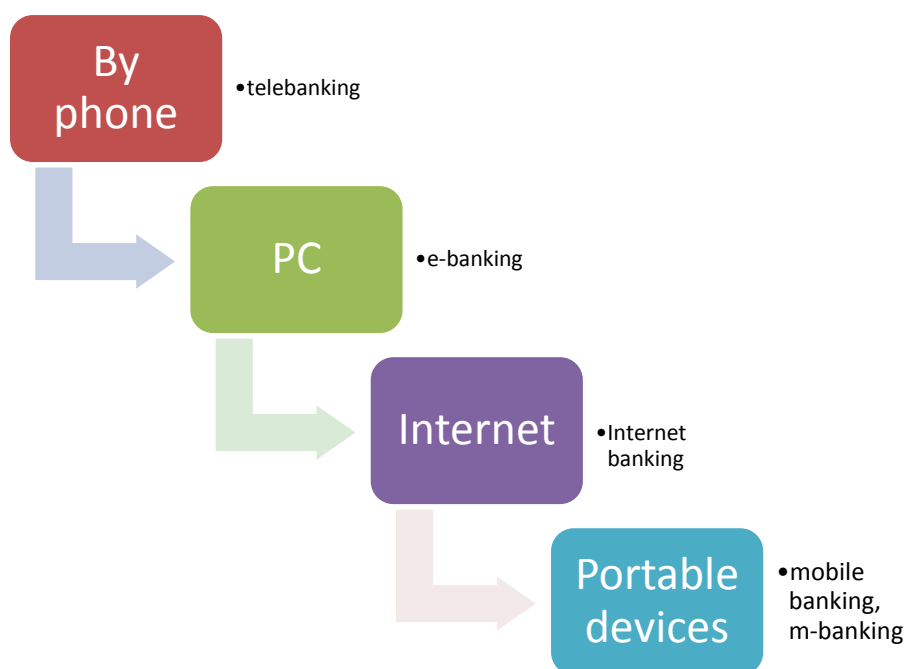 By
phone
•telebanking
PC
•e-banking
Internet
•Internet
banking
Portable
devices
•mobile
banking,
m-banking